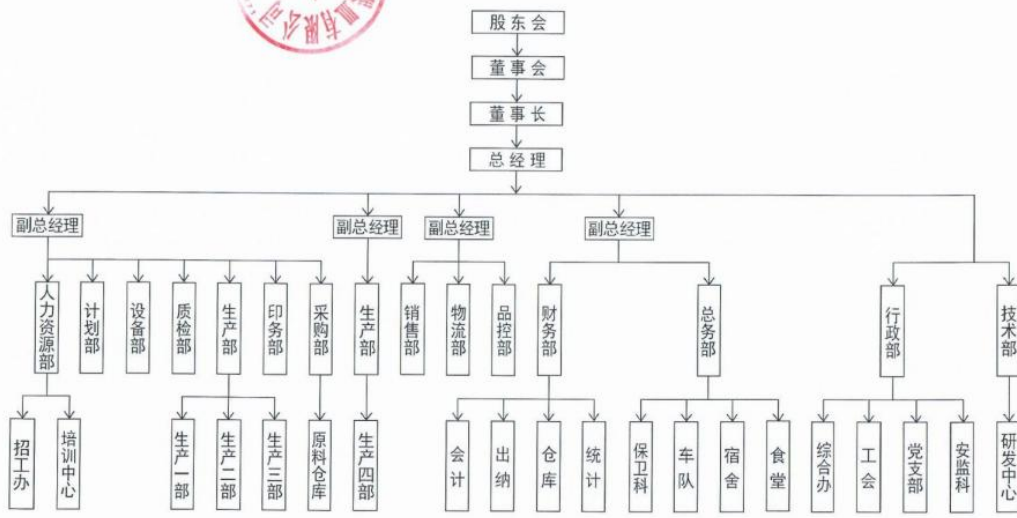 股东会
董事会
董事长
总经理
副总经理
副总经理
副总经理
副总经理
人力资源部
计划部
设备部
质检部
生产部
印务部
采购部
生产部
销售部
物流部
品控部
财务部
总务部
行政部
技术部
招工办
培训中心
生产一部
生产二部
生产三部
原料仓库
生产四部
会计
出纳
仓库
统计
保卫科
车队
宿舍
食堂
综合办
工会
党支部
安监科
研发中心
有限公司